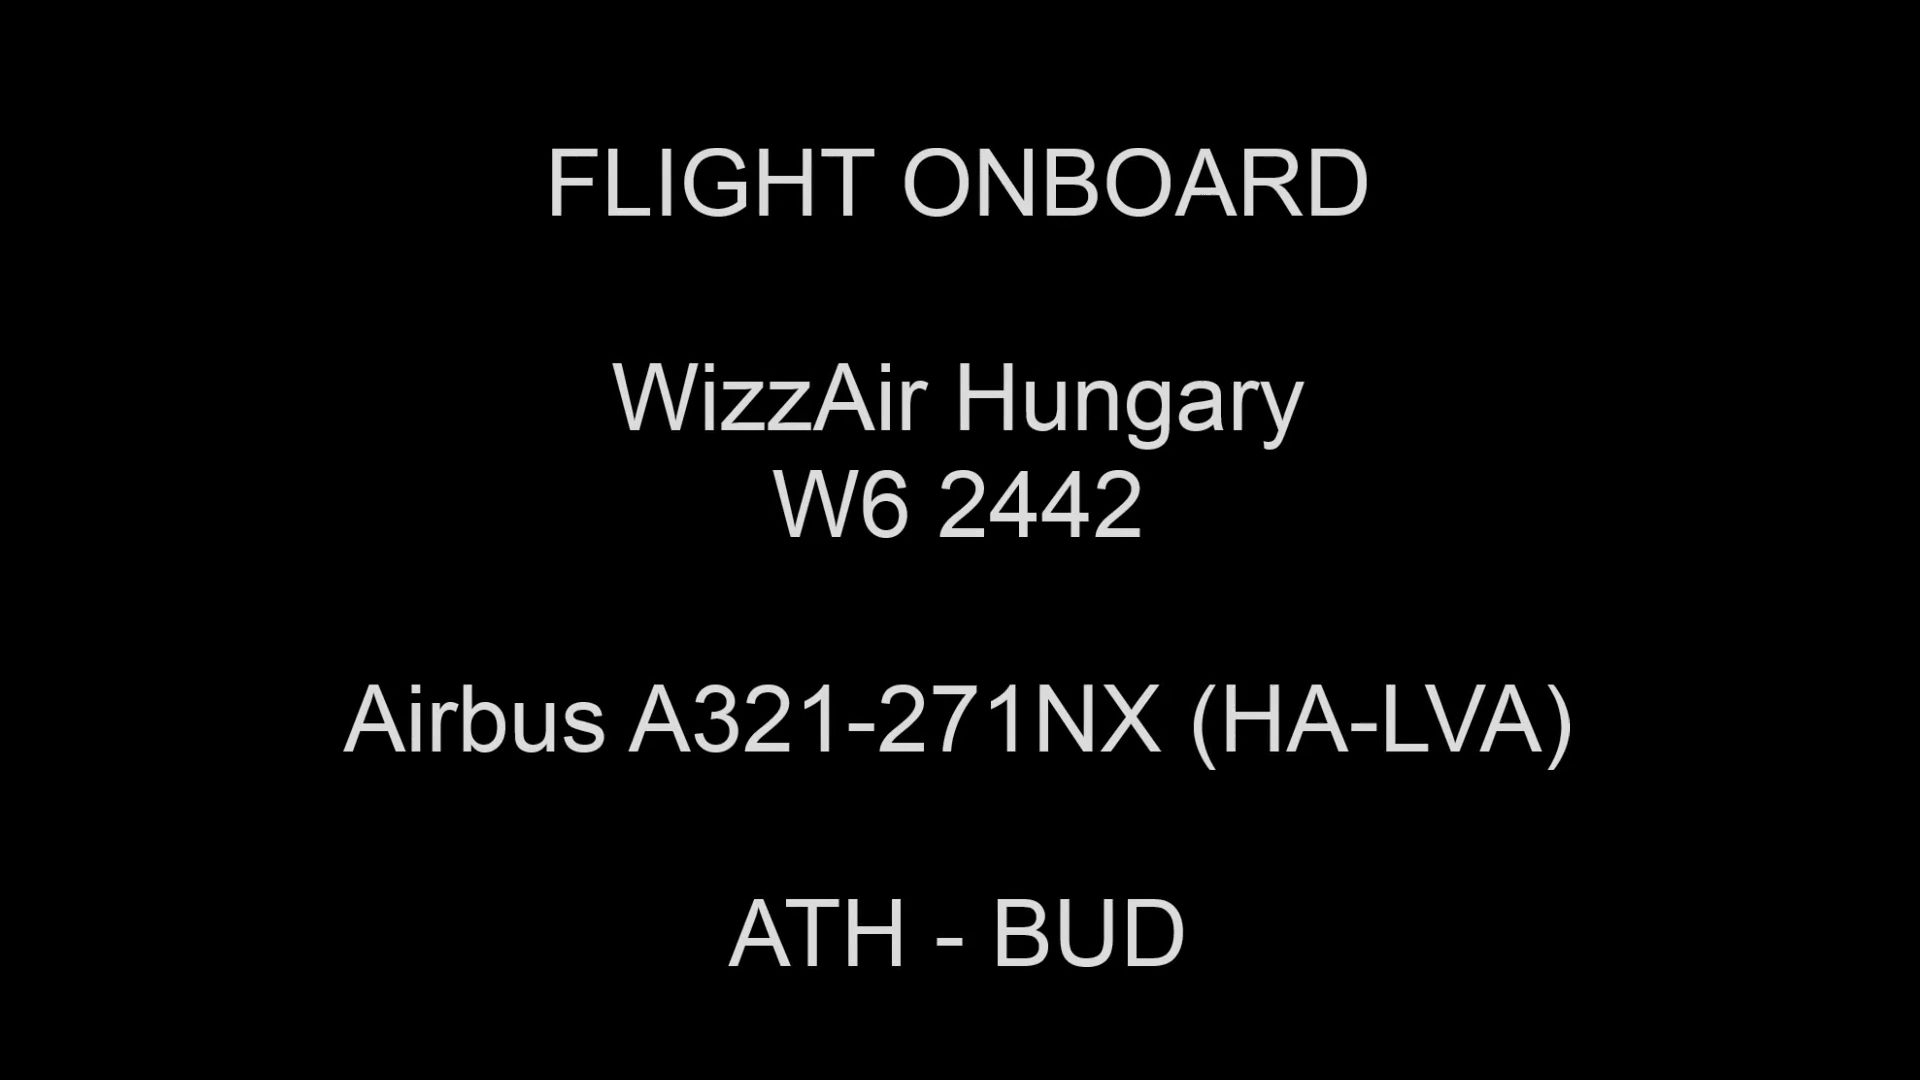 FLIGHT ONBOARD
WizzAir Hungary
W6 2442
Airbus A321-271NX (HA-LVA)
ATH - BUD